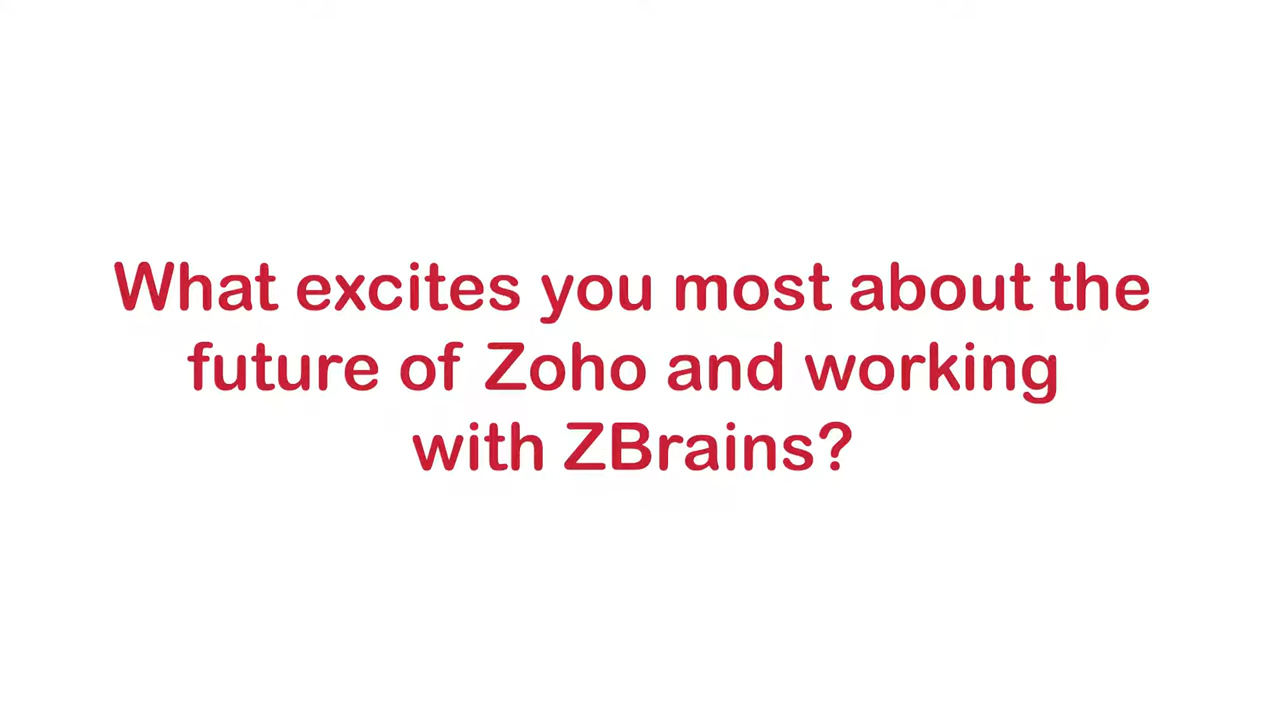 What excites you most about the
future of Zoho and working
with ZBrains?